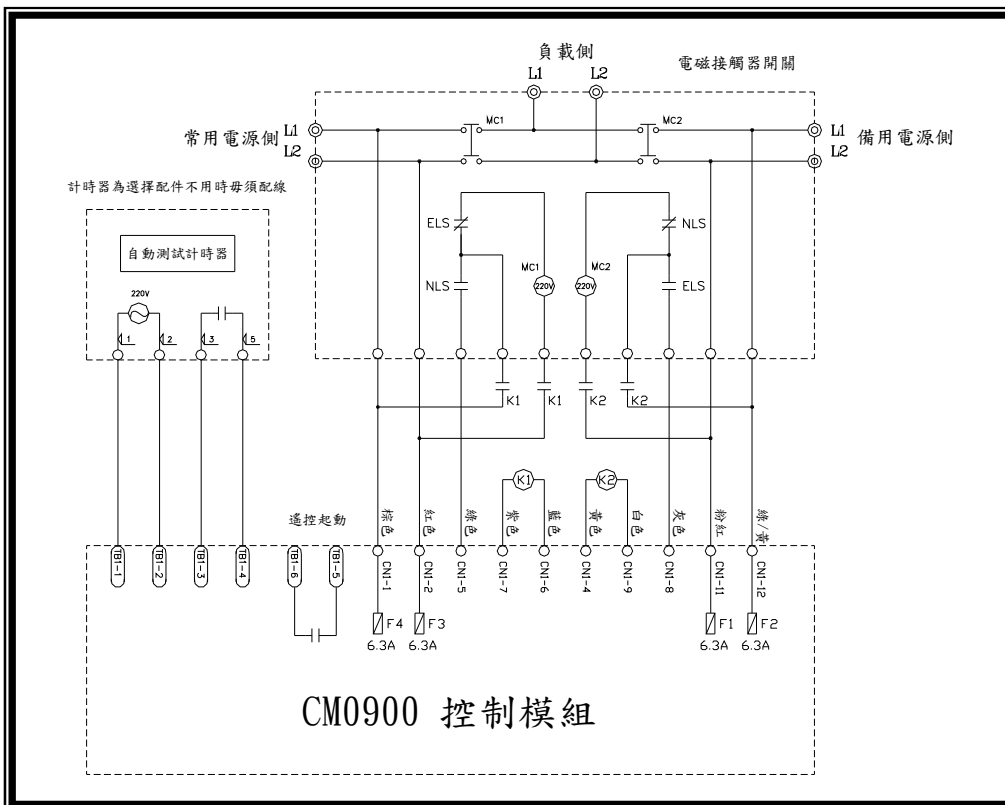 負載側
電磁接觸器開關
L1
L2
常用電源側
L1
L2
MC1
MC2
L1
L2
備用電源側
計時器為選擇配件不用時毋須配線
自動測試計時器
220V
1
2
3
5
ELS
NLS
MC1
220V
MC2
220V
NLS
ELS
K1
K1
K2
K2
K1
K2
遙控起動
棕色
紅色
綠色
紫色
藍色
黃色
白色
灰色
粉紅
綠/黃
TB1-1
TB1-2
TB1-3
TB1-4
TB1-6
TB1-5
CN1-1
CN1-2
CN1-5
CN1-7
CN1-6
CN1-4
CN1-9
CN1-8
CN1-11
CN1-12
F4
6.3A
F3
6.3A
F1
6.3A
F2
6.3A
CM0900 控制模組